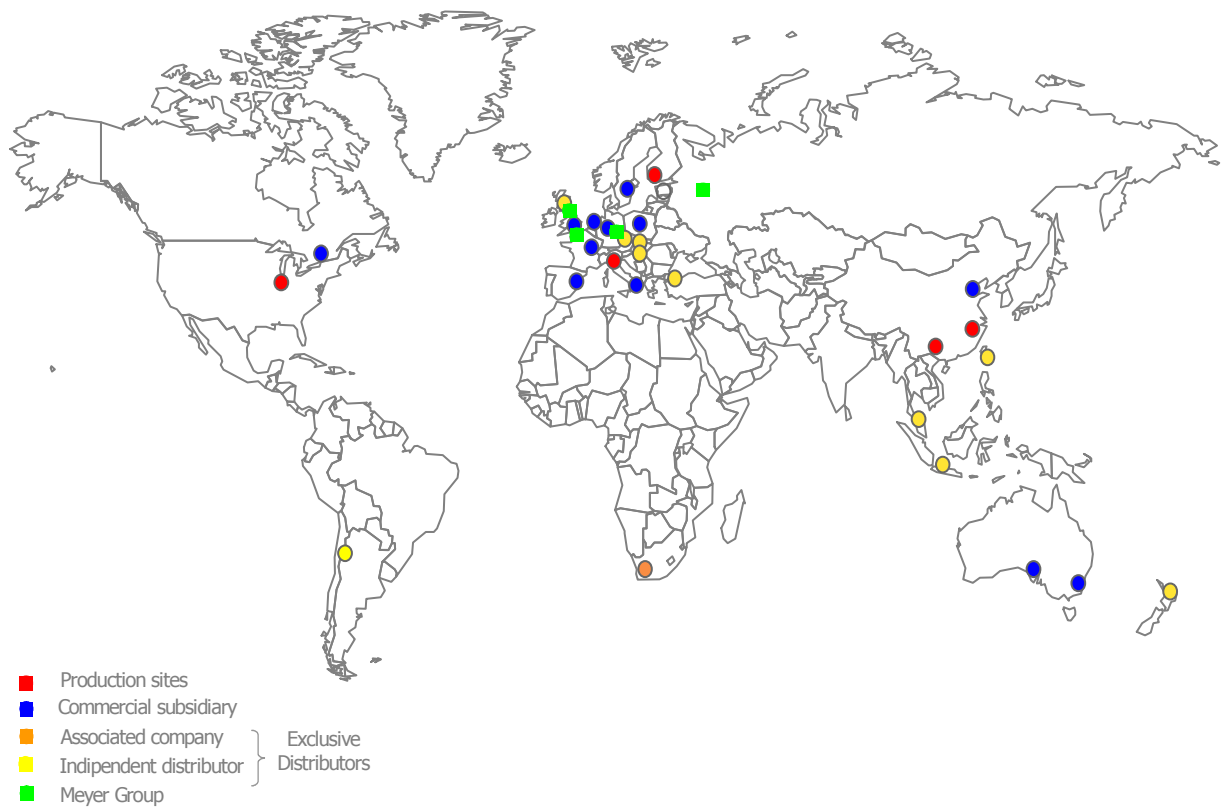 Production sites
Commercial subsidiary
Associated company
Indipendent distributor
Exclusive
Distributors
Meyer Group